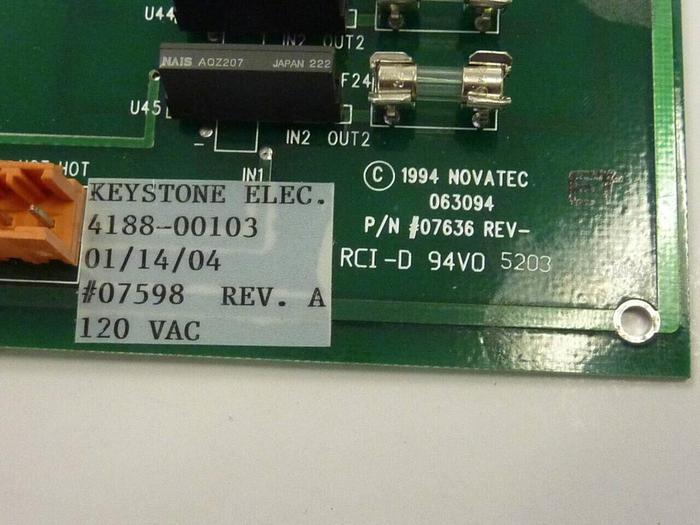 U44
IN2 OUT2
NAIS AQZ207 JAPAN 222
F24
U45
IN2 OUT2
HOT
IN1
© 1994 NOVATEC
063094
P/N #07636 REV-
RCI-D 94V0 5203
ET
KEYSTONE ELEC.
4188-00103
01/14/04
#07598 REV. A
120 VAC